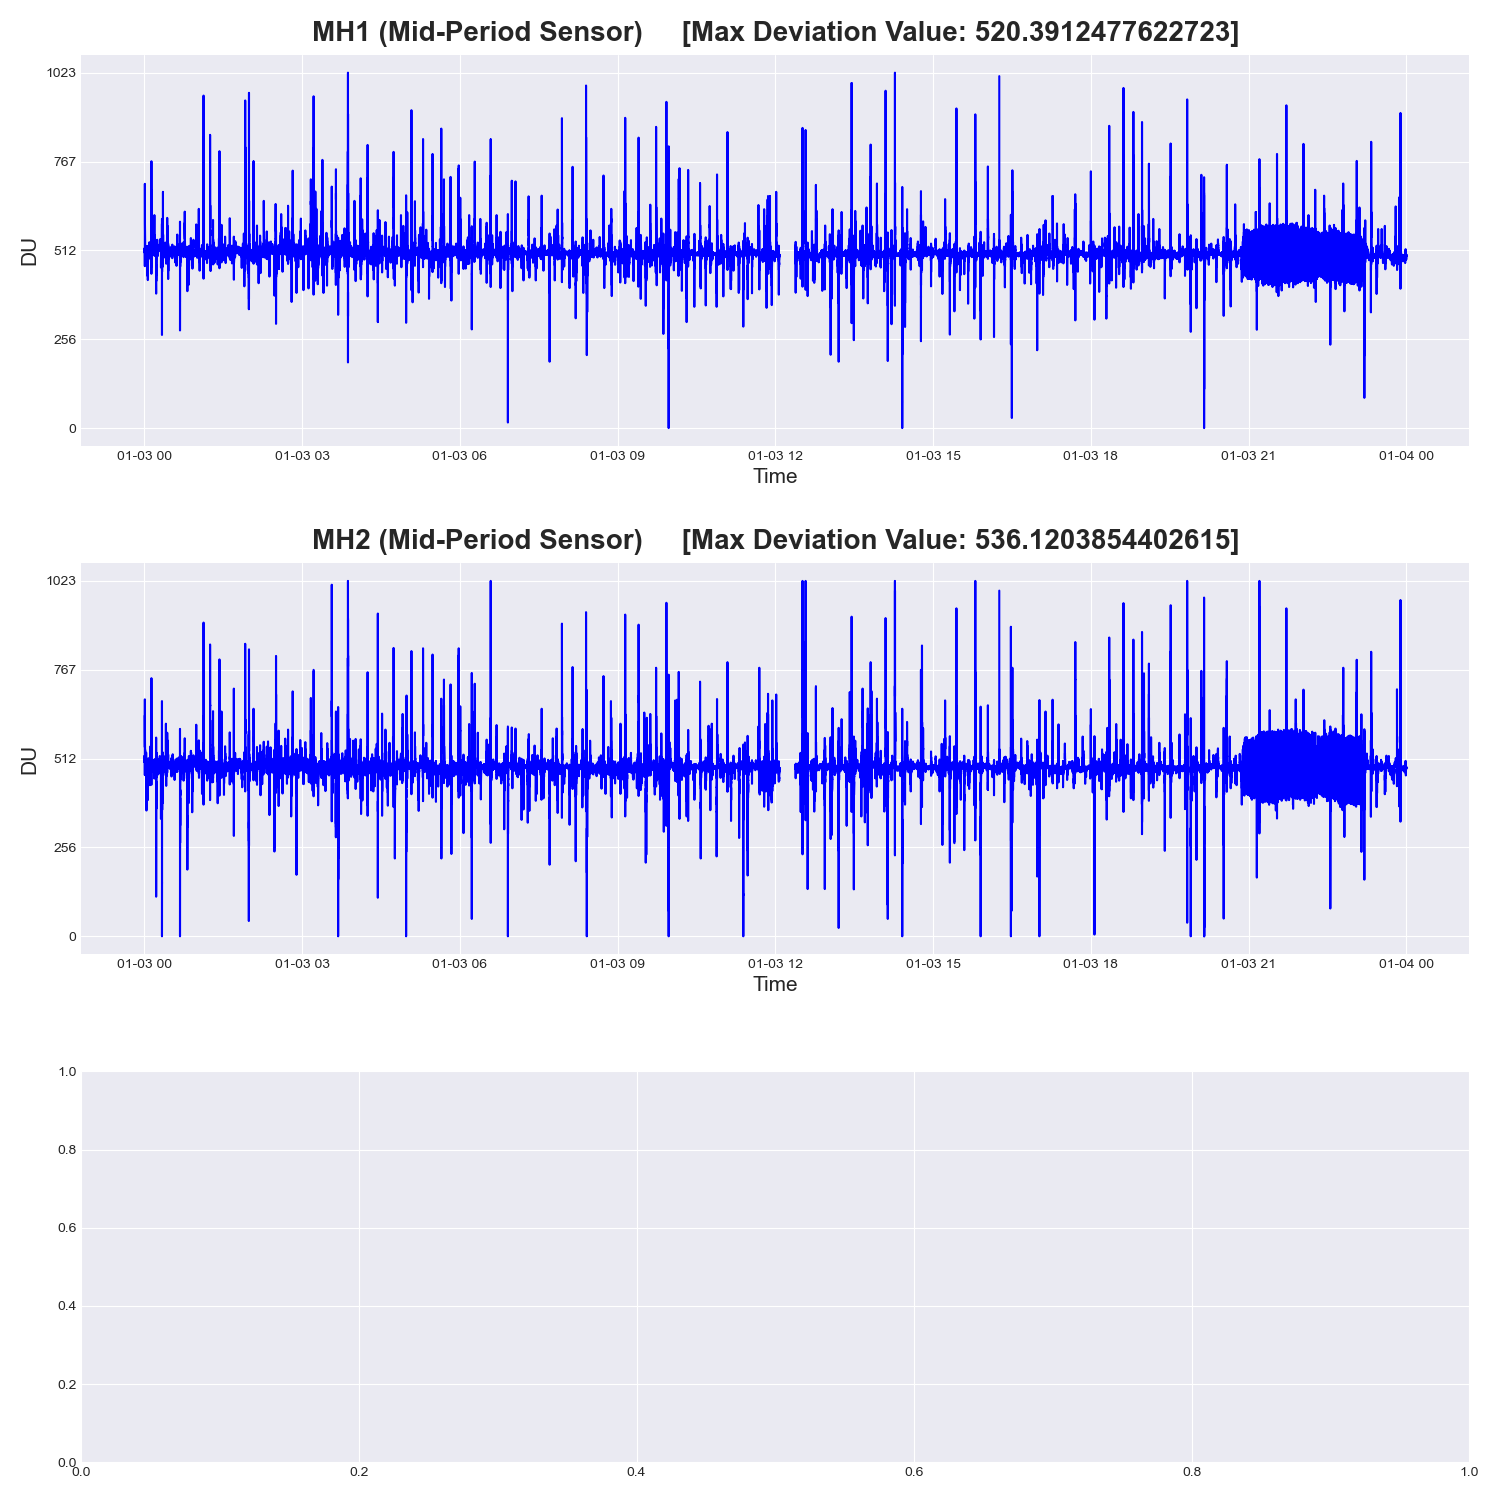 MH1 (Mid-Period Sensor) [Max Deviation Value: 520.3912477622723]
1023
767
512
256
0
DU
01-03 00 01-03 03 01-03 06 01-03 09 01-03 12 01-03 15 01-03 18 01-03 21 01-04 00
Time
MH2 (Mid-Period Sensor) [Max Deviation Value: 536.1203854402615]
1023
767
512
256
0
DU
01-03 00 01-03 03 01-03 06 01-03 09 01-03 12 01-03 15 01-03 18 01-03 21 01-04 00
Time
1.0
0.8
0.6
0.4
0.2
0.0
0.0 0.2 0.4 0.6 0.8 1.0